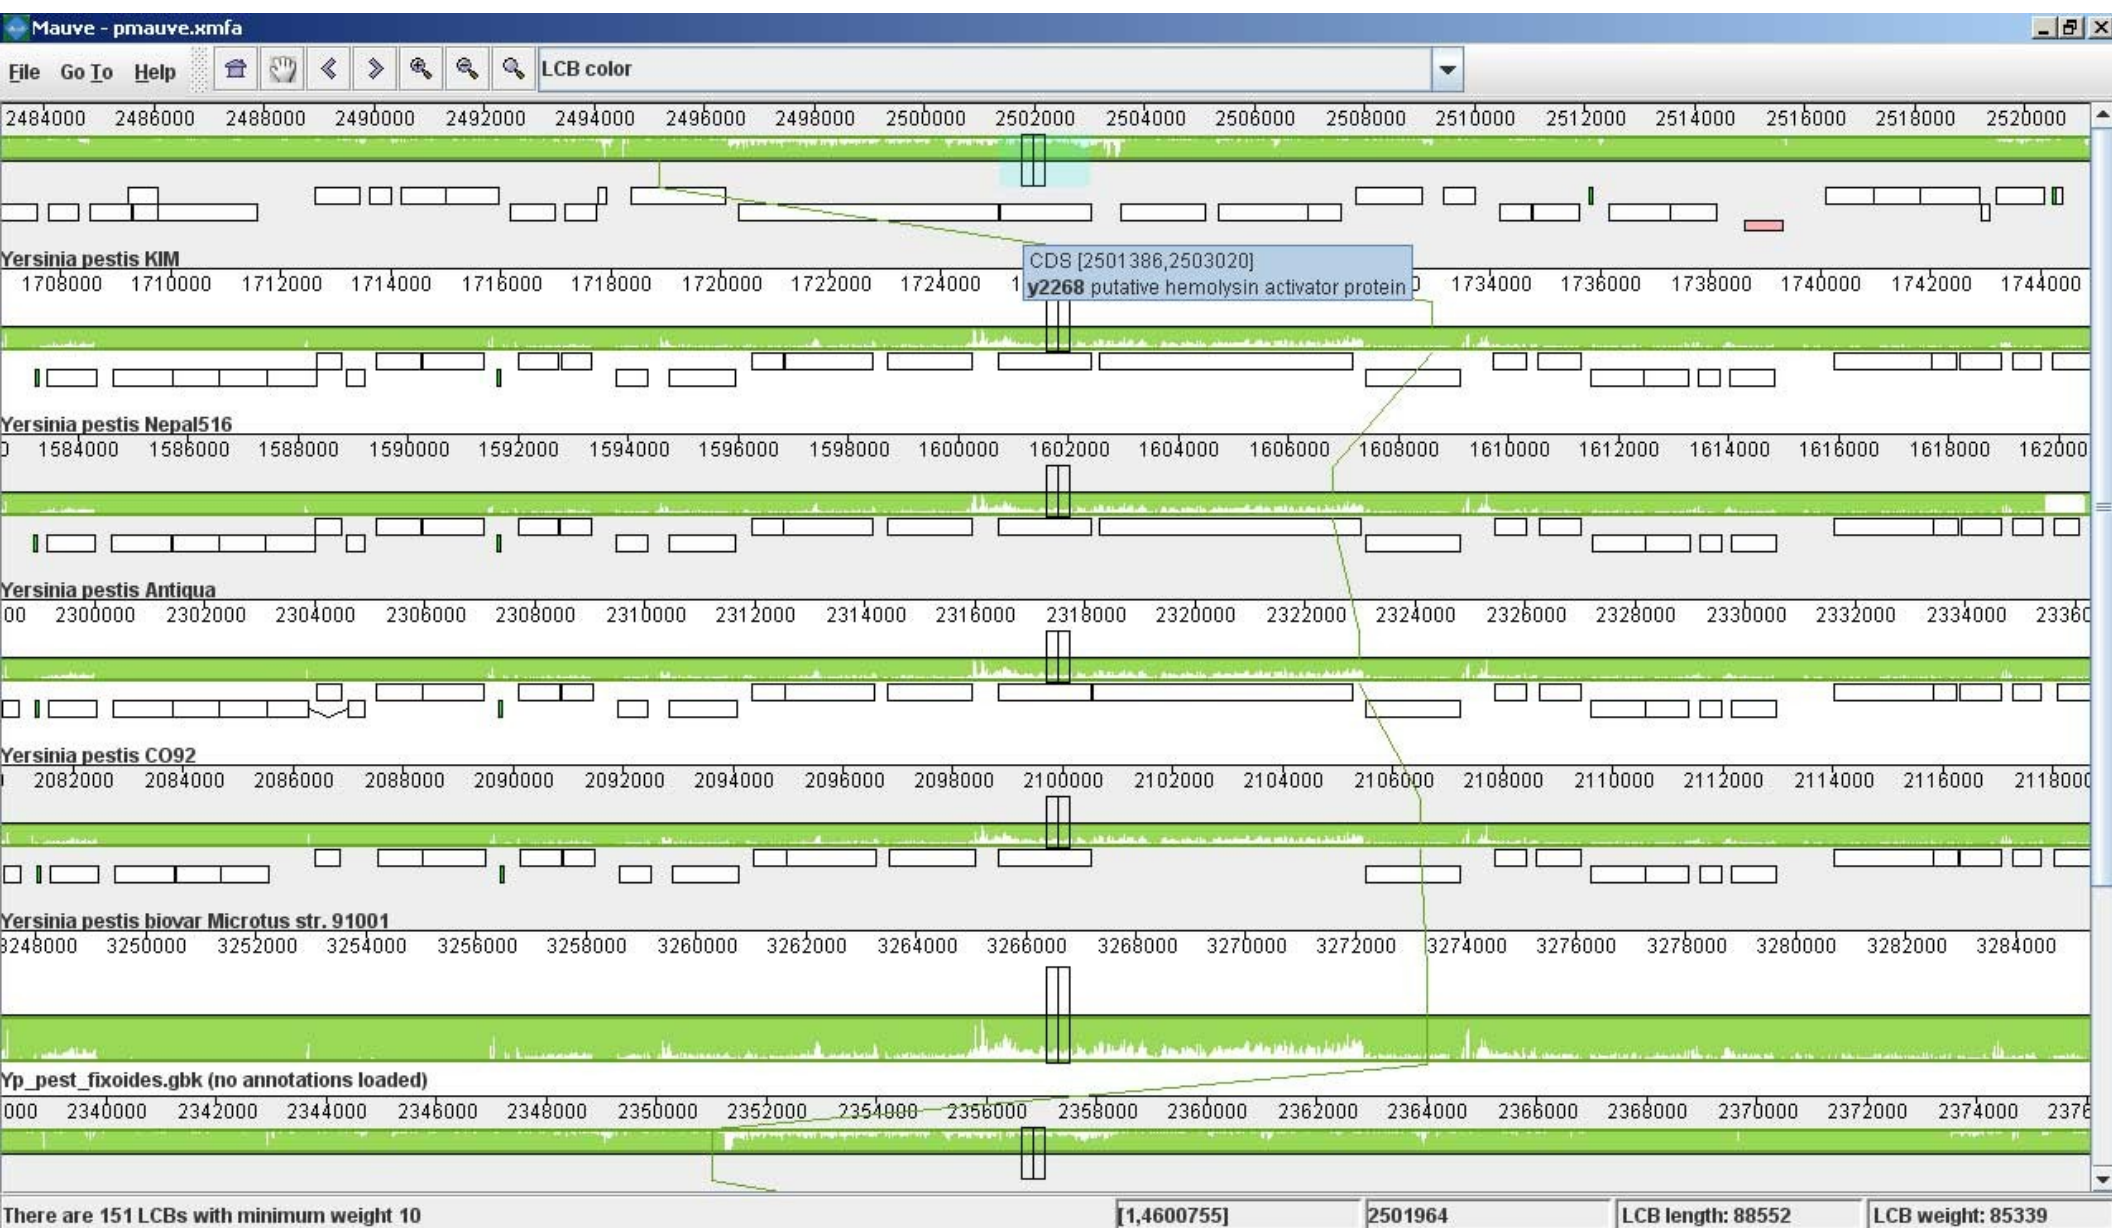 Mauve - pmauve.xmfa
File Go To Help LCB color
2484000 2486000 2488000 2490000 2492000 2494000 2496000 2498000 2500000 2502000 2504000 2506000 2508000 2510000 2512000 2514000 2516000 2518000 2520000
Yersinia pestis KIM
CDS [2501386,2503020]
y2268 putative hemolysin activator protein
1708000 1710000 1712000 1714000 1716000 1718000 1720000 1722000 1724000 1734000 1736000 1738000 1740000 1742000 1744000
Yersinia pestis Nepal516
1584000 1586000 1588000 1590000 1592000 1594000 1596000 1598000 1600000 1602000 1604000 1606000 1608000 1610000 1612000 1614000 1616000 1618000 162000
Yersinia pestis Antiqua
00 2300000 2302000 2304000 2306000 2308000 2310000 2312000 2314000 2316000 2318000 2320000 2322000 2324000 2326000 2328000 2330000 2332000 2334000 2336
Yersinia pestis CO92
2082000 2084000 2086000 2088000 2090000 2092000 2094000 2096000 2098000 2100000 2102000 2104000 2106000 2108000 2110000 2112000 2114000 2116000 211800
Yersinia pestis biovar Microtus str. 91001
3248000 3250000 3252000 3254000 3256000 3258000 3260000 3262000 3264000 3266000 3268000 3270000 3272000 3274000 3276000 3278000 3280000 3282000 3284000
Yp_pest_fixoides.gbk (no annotations loaded)
000 2340000 2342000 2344000 2346000 2348000 2350000 2352000 2354000 2356000 2358000 2360000 2362000 2364000 2366000 2368000 2370000 2372000 2374000 2376
There are 151 LCBs with minimum weight 10 [1,4600755] 2501964 LCB length: 88552 LCB weight: 85339